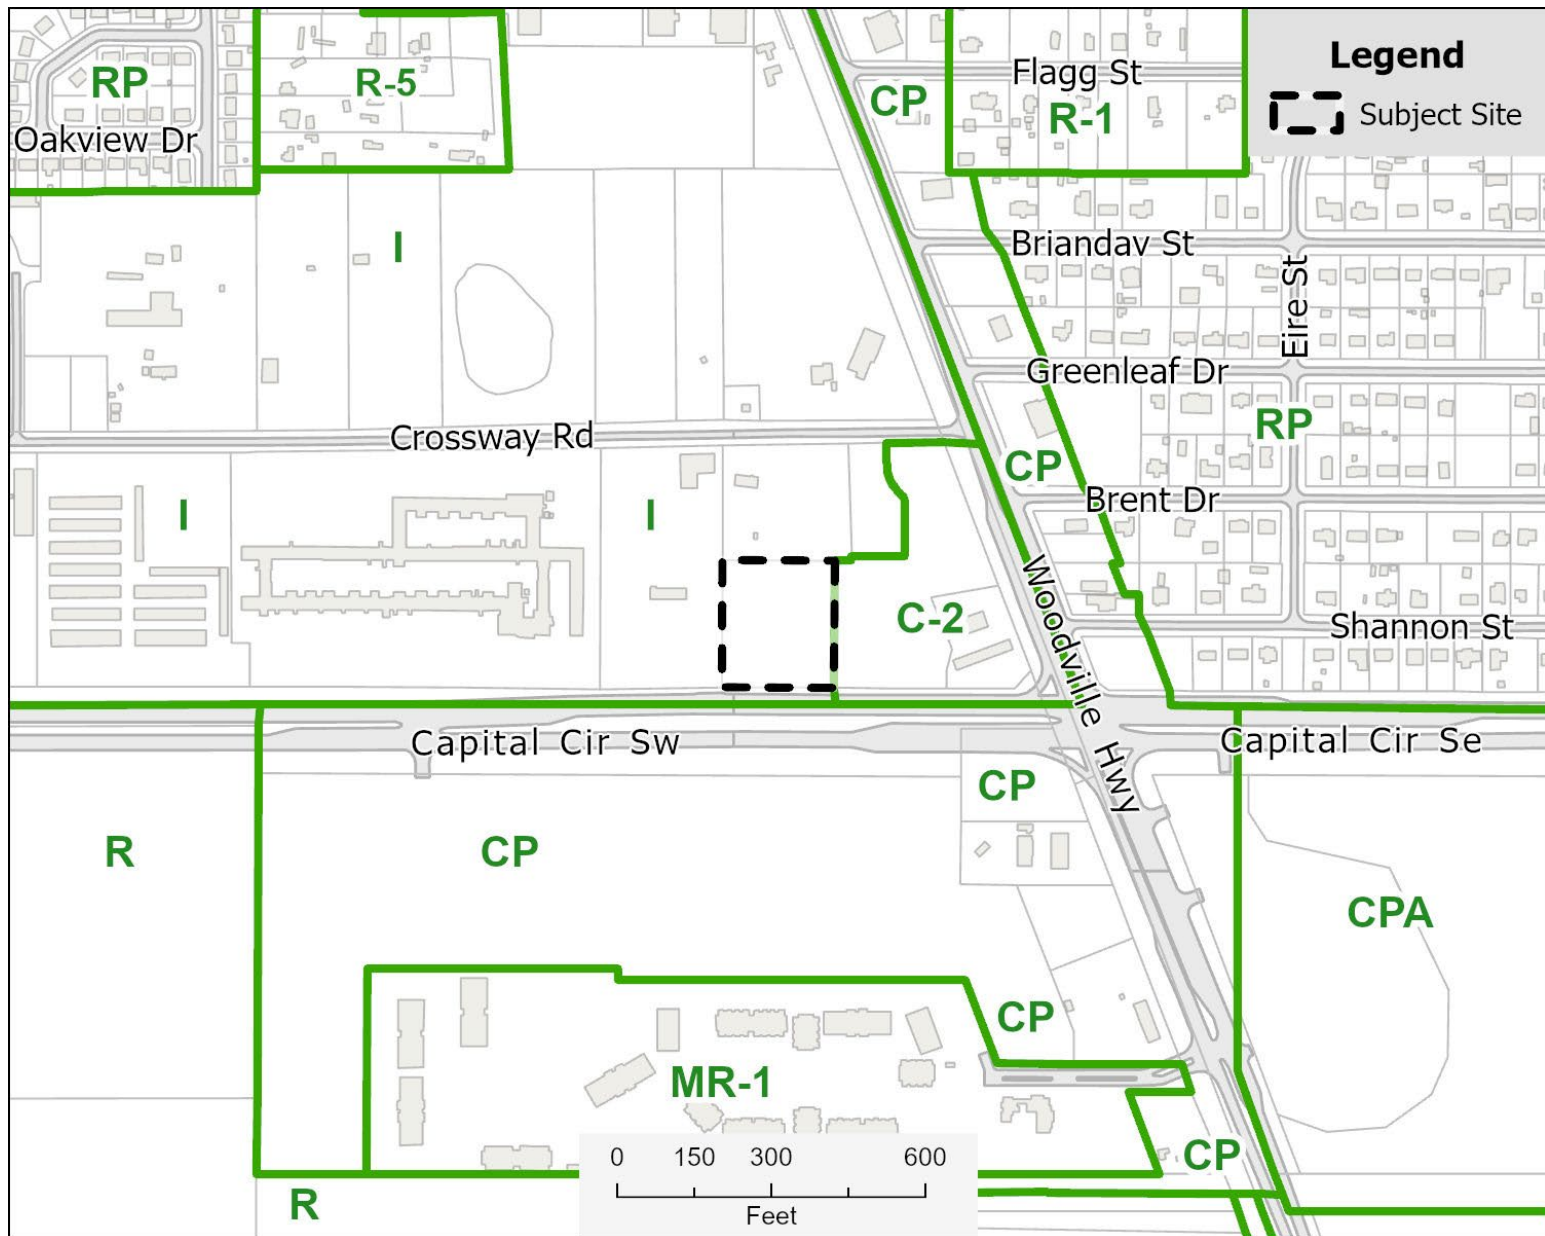 Legend
Subject Site
Flagg St
RP
R-5
CP
R-1
Oakview Dr
I
Briandav St
Eire St
Greenleaf Dr
RP
Crossway Rd
CP
Brent Dr
I
I
Woodville Hwy
C-2
Shannon St
Capital Cir Sw
Capital Cir Se
CP
R
CP
CPA
CP
MR-1
CP
R
0 150 300 600
Feet